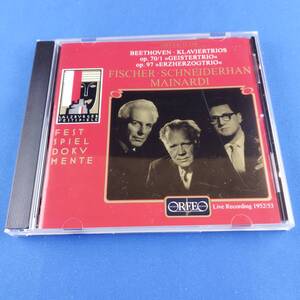 BEETHOVEN · KLAVIERTRIOS
op. 70/1 »GEISTERTRIO«
op. 97 »ERZHERZOGTRIO«
FISCHER · SCHNEIDERHAN
MAINARDI
SALZBURGER
FEST
SPIEL
DOKU
MENTE
ORFEO
Live Recording 1952/53